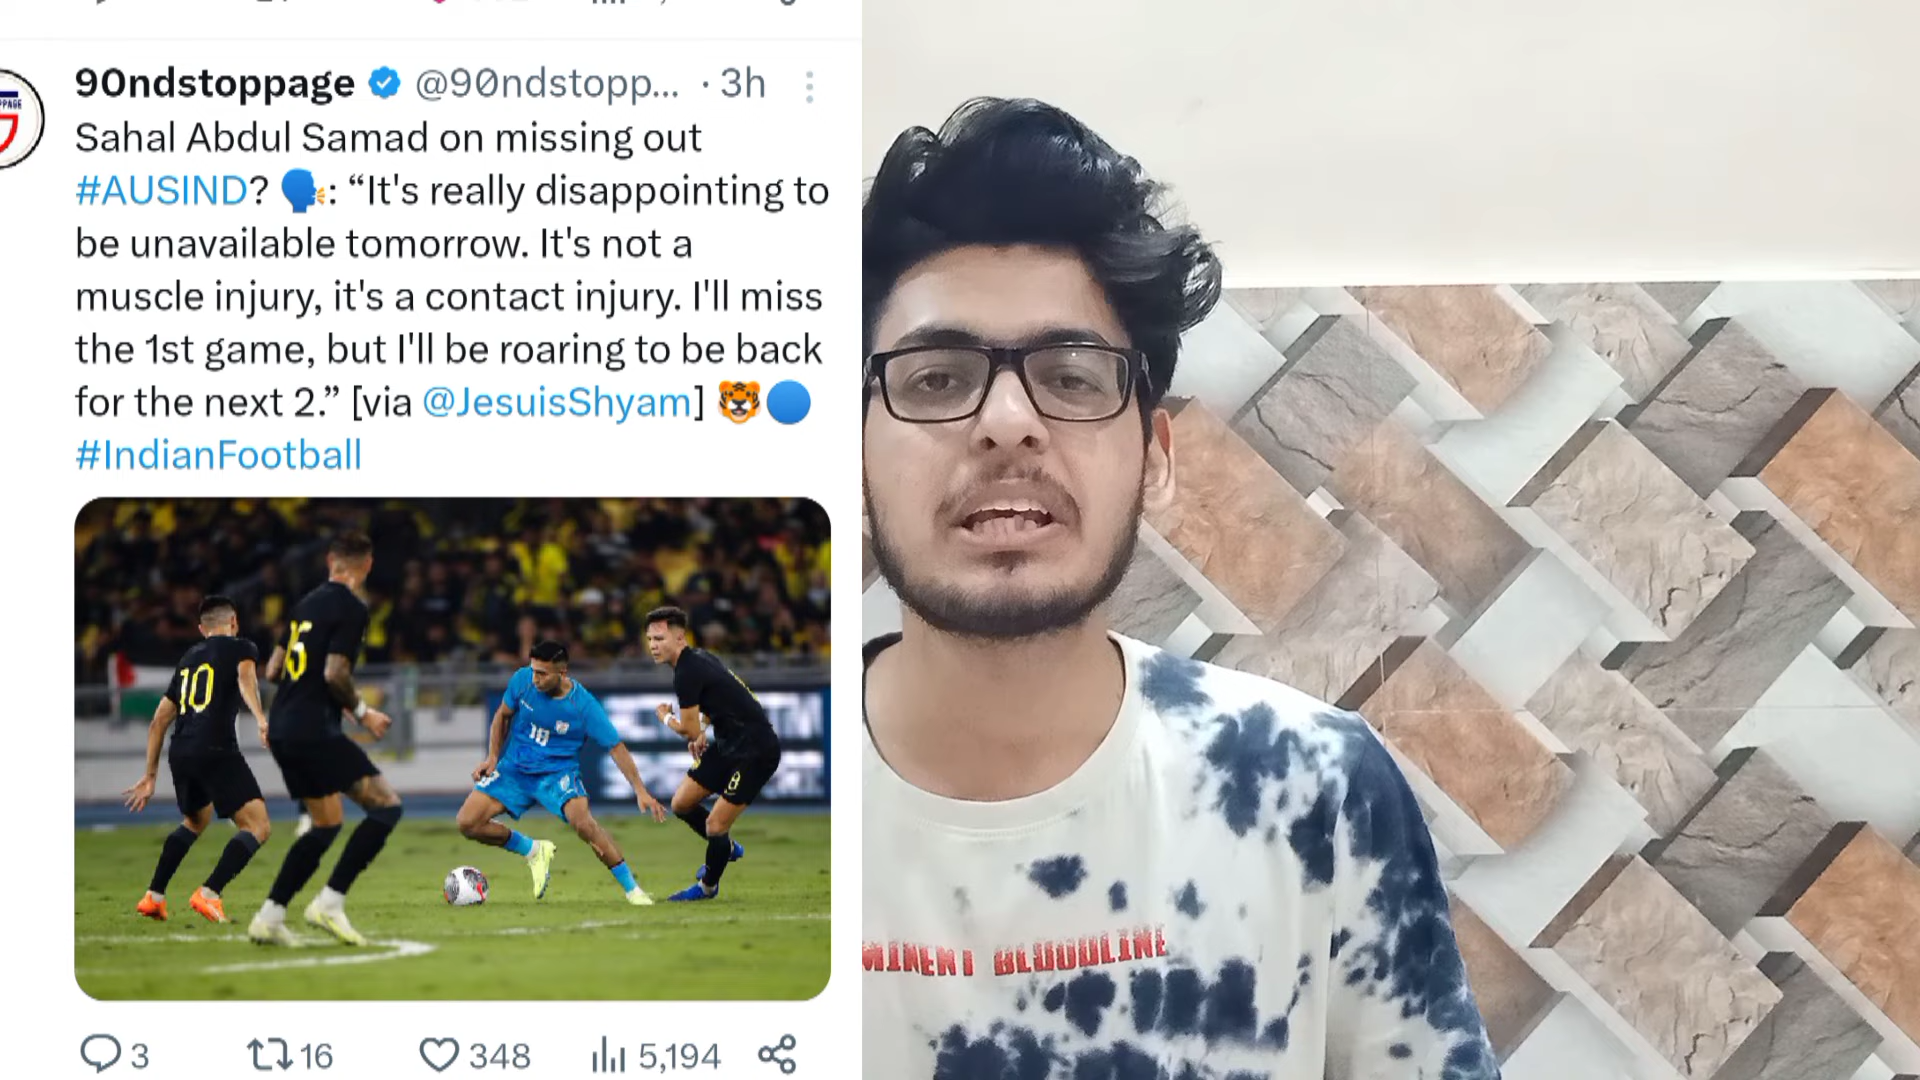 90ndstoppage @90ndstopp... · 3h
Sahal Abdul Samad on missing out
#AUSIND? 🗣️: “It's really disappointing to
be unavailable tomorrow. It's not a
muscle injury, it's a contact injury. I'll miss
the 1st game, but I'll be roaring to be back
for the next 2.” [via @JesuisShyam] 🐯🔵
#IndianFootball
10
8
3 16 348 5,194
BLOODLINE